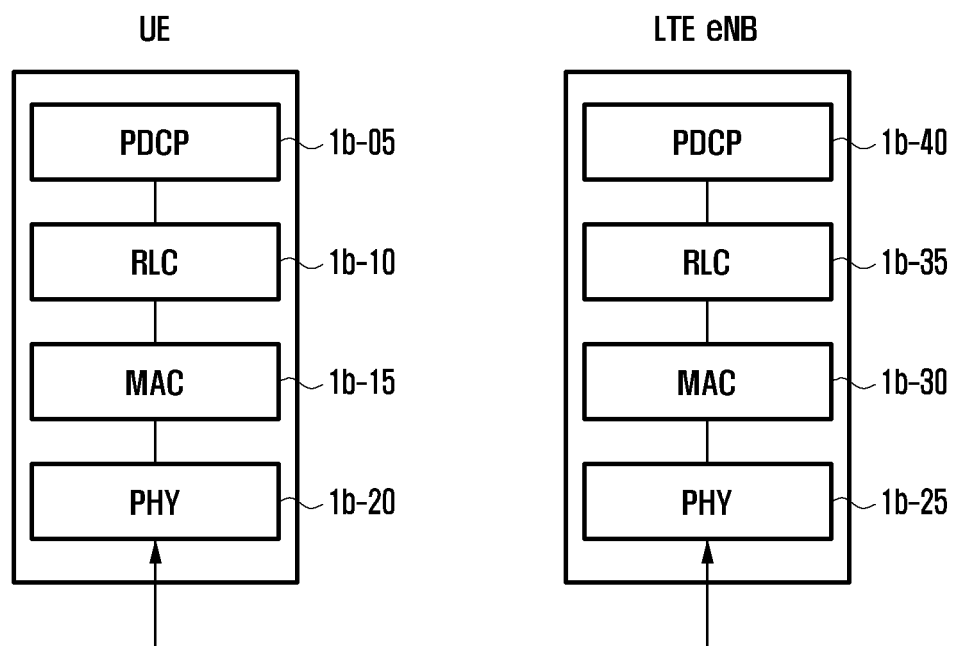 UE LTE eNB
PDCP 1b-05 PDCP 1b-40
RLC 1b-10 RLC 1b-35
MAC 1b-15 MAC 1b-30
PHY 1b-20 PHY 1b-25